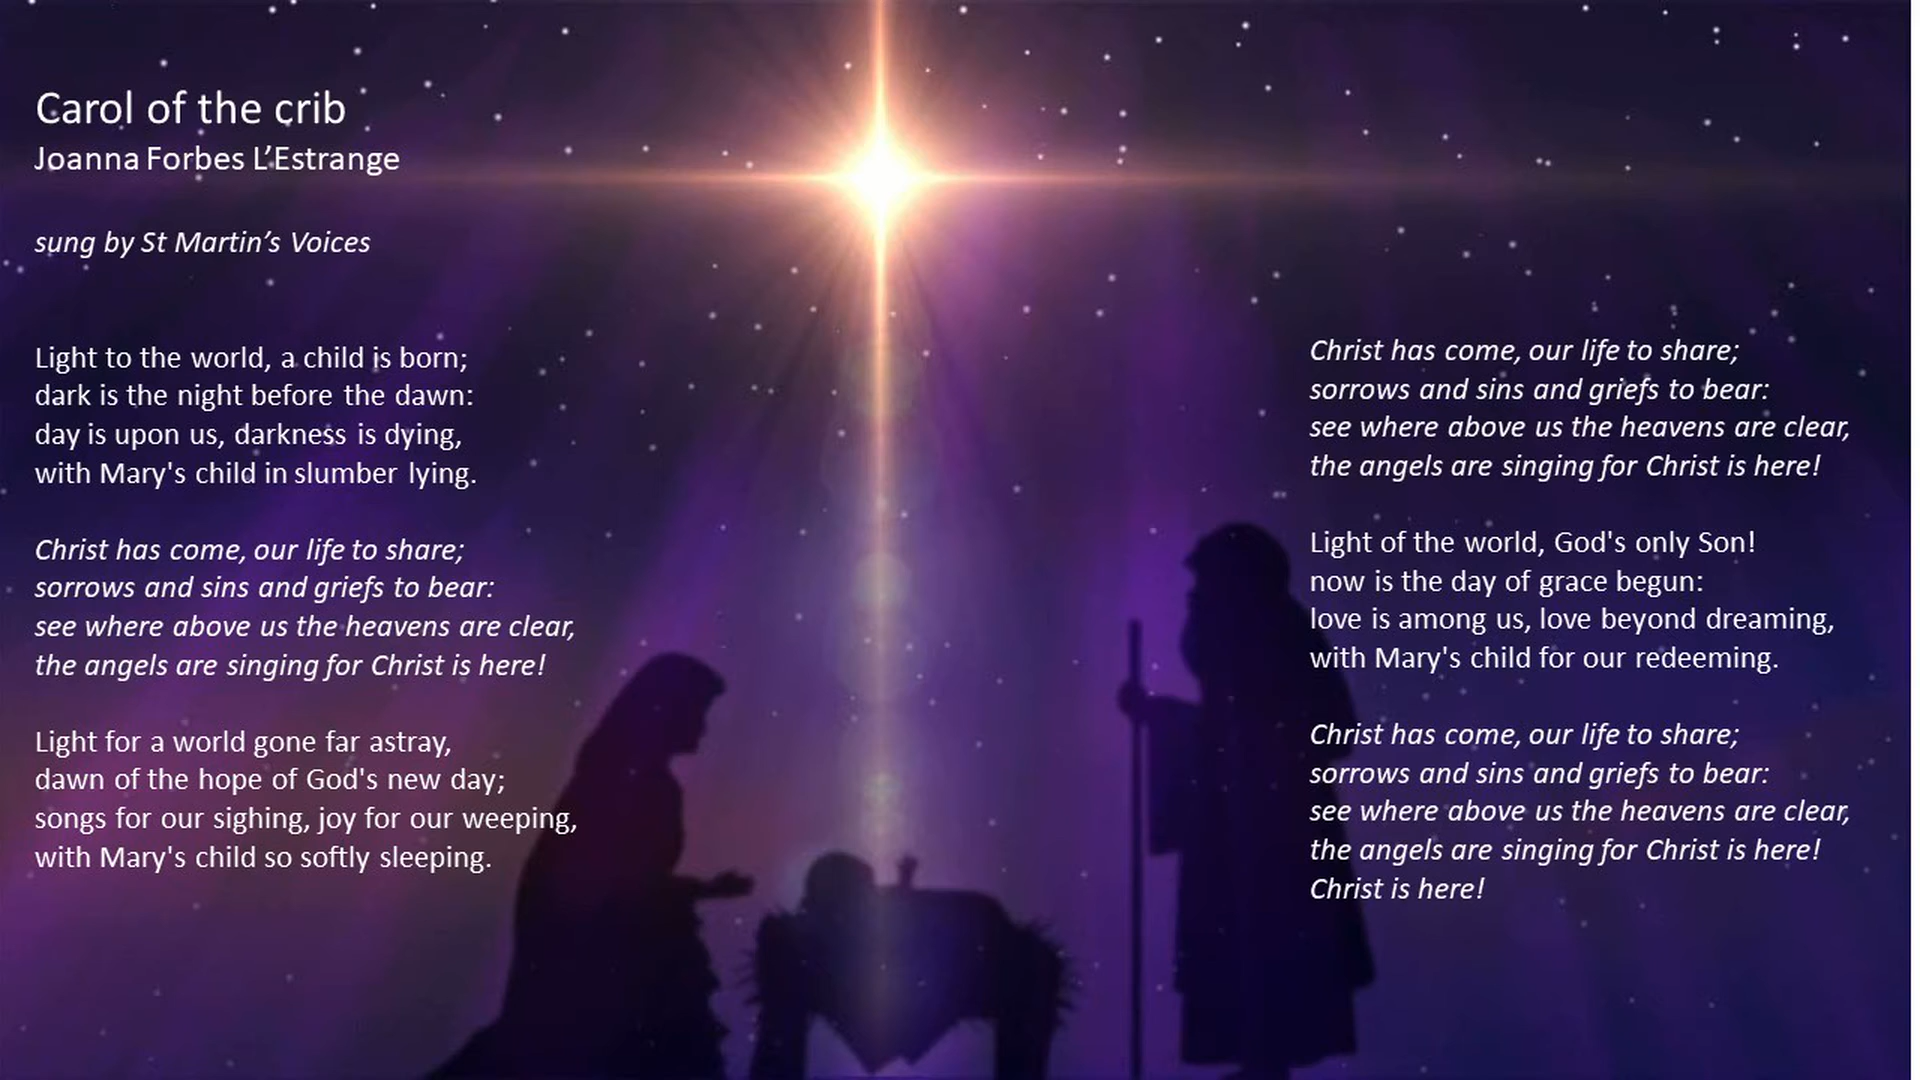 Carol of the crib
Joanna Forbes L’Estrange
sung by St Martin’s Voices
Light to the world, a child is born;
dark is the night before the dawn:
day is upon us, darkness is dying,
with Mary's child in slumber lying.
Christ has come, our life to share;
sorrows and sins and griefs to bear:
see where above us the heavens are clear,
the angels are singing for Christ is here!
Light for a world gone far astray,
dawn of the hope of God's new day;
songs for our sighing, joy for our weeping,
with Mary's child so softly sleeping.
Christ has come, our life to share;
sorrows and sins and griefs to bear:
see where above us the heavens are clear,
the angels are singing for Christ is here!
Light of the world, God's only Son!
now is the day of grace begun:
love is among us, love beyond dreaming,
with Mary's child for our redeeming.
Christ has come, our life to share;
sorrows and sins and griefs to bear:
see where above us the heavens are clear,
the angels are singing for Christ is here!
Christ is here!